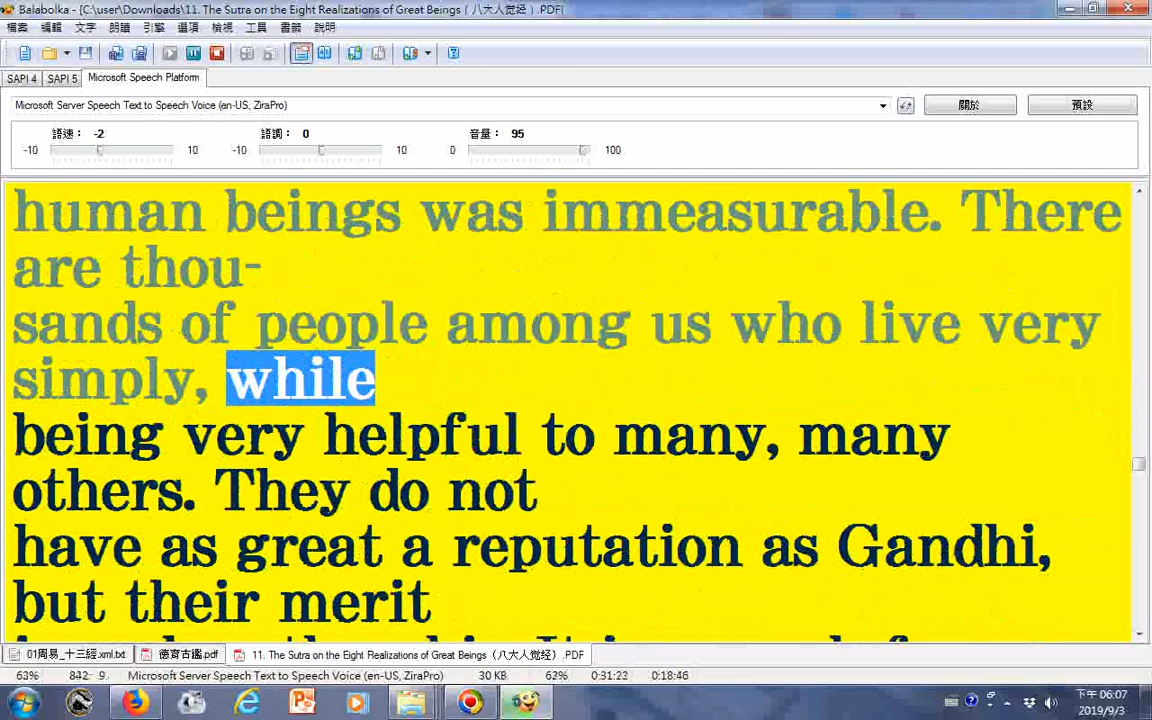 Balabolka - [C:\user\Downloads\11. The Sutra on the Eight Realizations of Great Beings ( 八大人觉经 ) .PDF]
檔案 編輯 文字 朗讀 引擎 選項 檢視 工具 書籤 說明
SAPI 4 SAPI 5 Microsoft Speech Platform
Microsoft Server Speech Text to Speech Voice (en-US, ZiraPro) 關於 預設
語速： -2 語調： 0 音量： 95
-10 10 -10 10 0 100
human beings was immeasurable. There
are thou-
sands of people among us who live very
simply, while
being very helpful to many, many
others. They do not
have as great a reputation as Gandhi,
but their merit
01周易_十三經.xml.txt 德育古鑑.pdf 11. The Sutra on the Eight Realizations of Great Beings（八大人觉经）.PDF
63% 842·· 9.. Microsoft Server Speech Text to Speech Voice (en-US, ZiraPro) 30 KB 63% 0:31:22 0:18:46
下午 06:07
2019/9/3